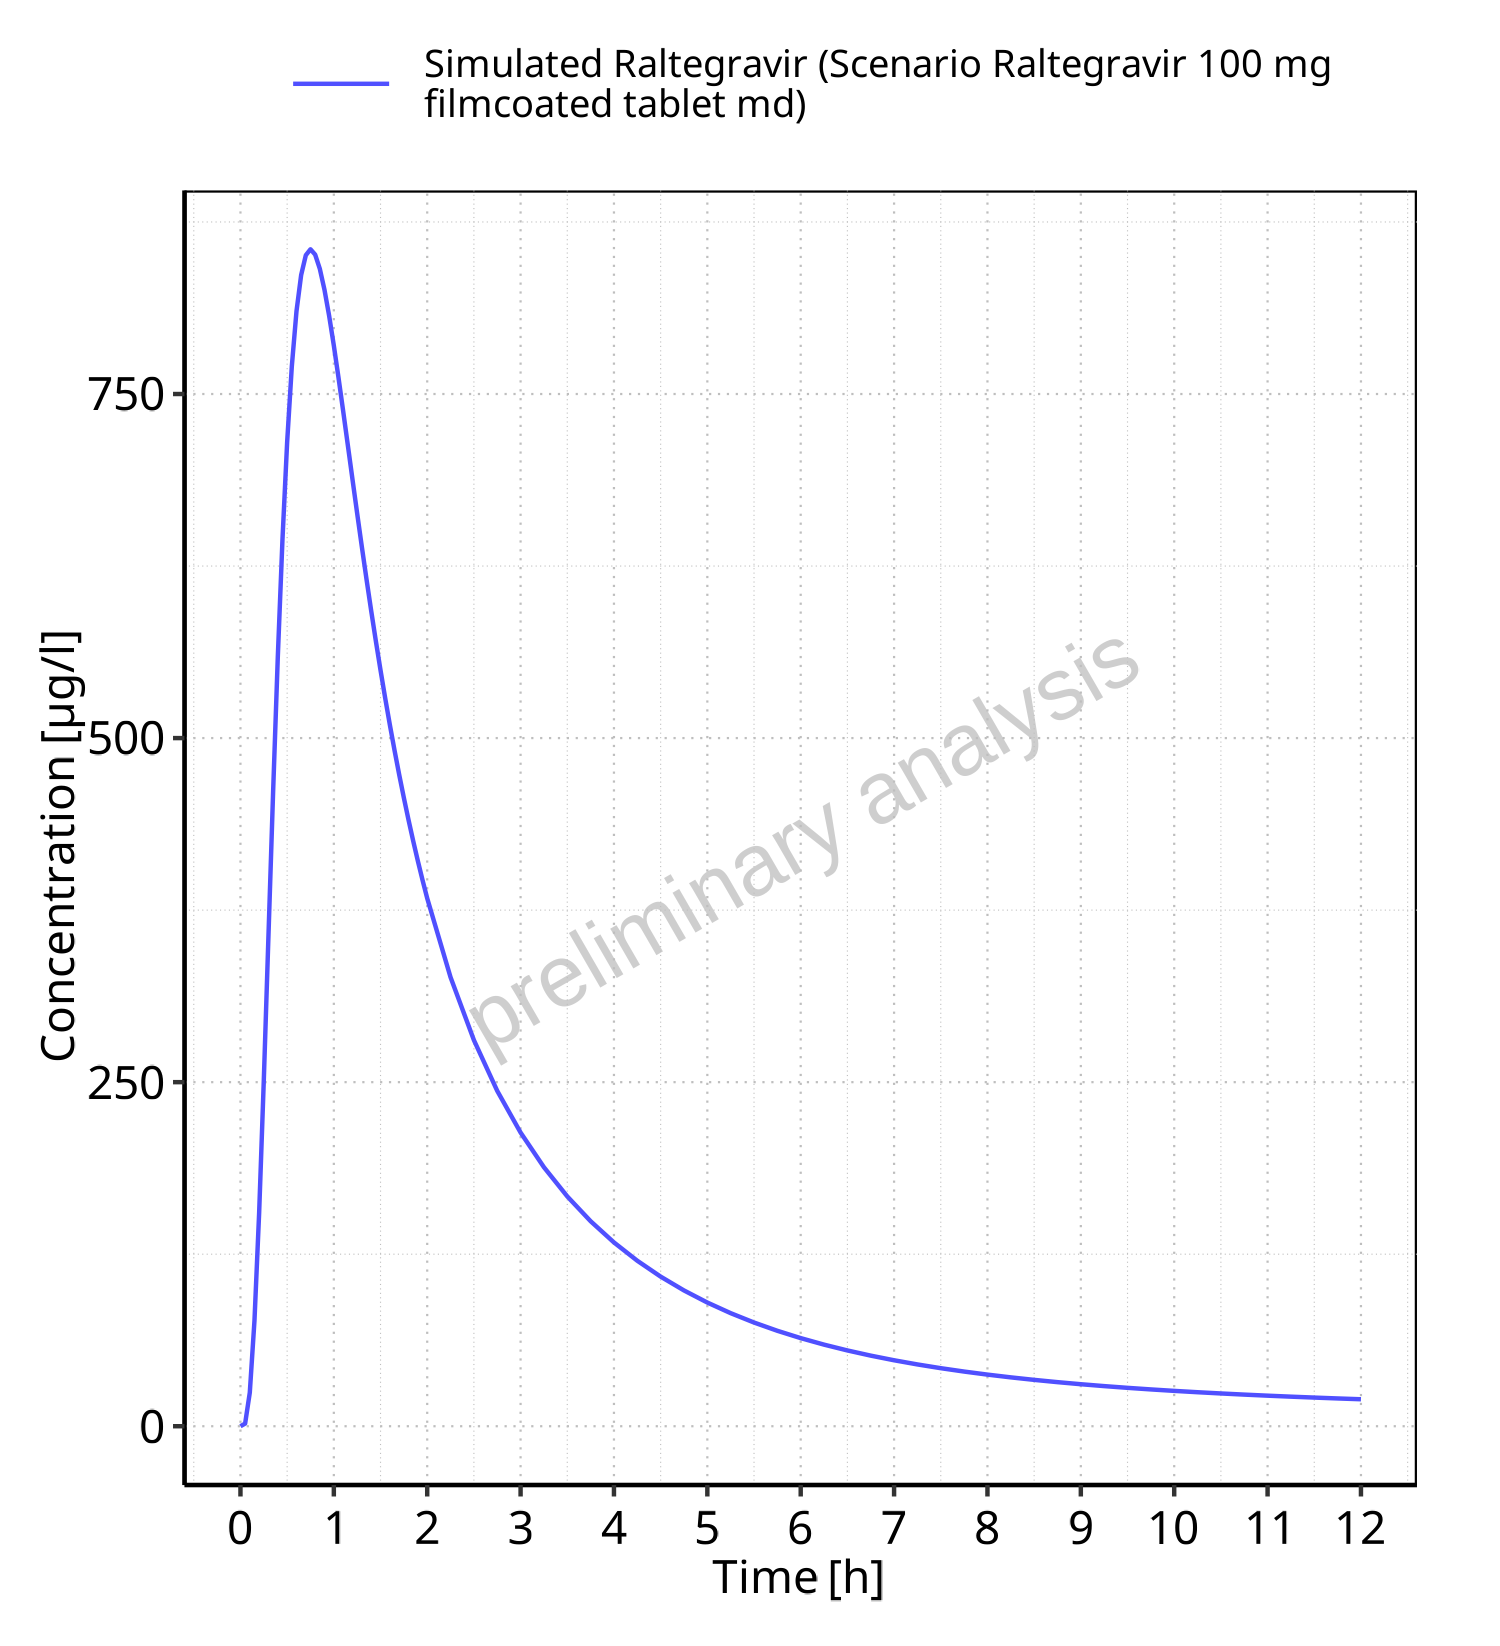 Simulated Raltegravir (Scenario Raltegravir 100 mg
filmcoated tablet md)
Concentration [µg/l]
750
500
250
0
preliminary analysis
0 1 2 3 4 5 6 7 8 9 10 11 12
Time [h]